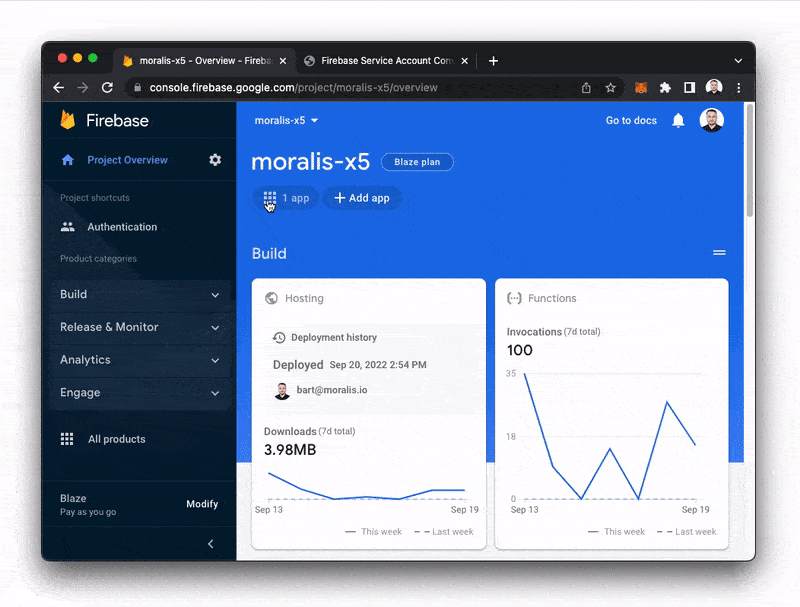 moralis-x5 - Overview - Fireba
Firebase Service Account Con
console.firebase.google.com/project/moralis-x5/overview
Firebase
Project Overview
Project shortcuts
Authentication
Product categories
Build
Release & Monitor
Analytics
Engage
All products
Blaze
Pay as you go
Modify
moralis-x5
Go to docs
moralis-x5
Blaze plan
1 app
Add app
Build
Hosting
Deployment history
Deployed Sep 20, 2022 2:54 PM
bart@moralis.io
Downloads (7d total)
3.98MB
Sep 13
Sep 19
This week
Last week
Functions
Invocations (7d total)
100
35
18
0
Sep 13
Sep 19
This week
Last week